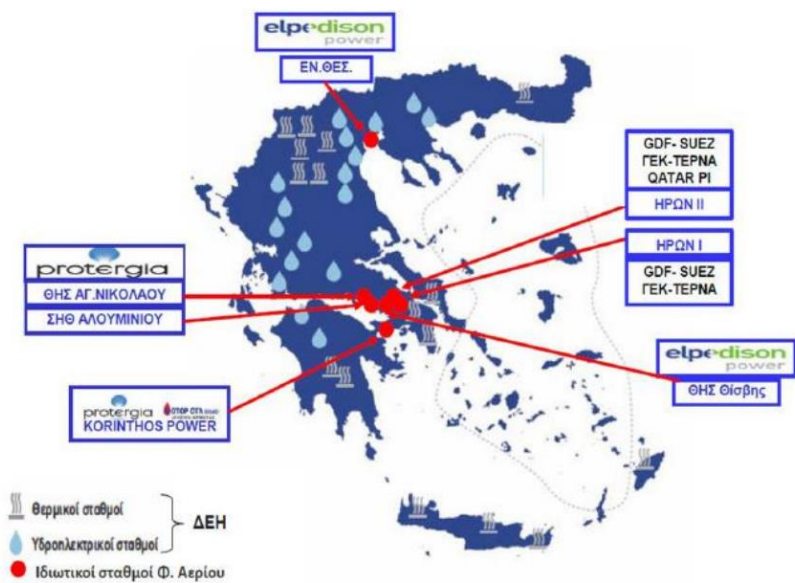 elpedison
power
ΕΝ.ΘΕΣ.
GDF- SUEZ
ΓΕΚ-ΤΕΡΝΑ
QATAR PI
ΗΡΩΝ II
ΗΡΩΝ I
GDF- SUEZ
ΓΕΚ-ΤΕΡΝΑ
protergia
ΘΗΣ ΑΓ.ΝΙΚΟΛΑΟΥ
ΣΗΘ ΑΛΟΥΜΙΝΙΟΥ
elpedison
power
ΘΗΣ Θίσβης
protergia
KORINTHOS POWER
θερμικοί σταθμοί
ΔΕΗ
Υδροηλεκτρικοί σταθμοί
Ιδιωτικοί σταθμοί Φ. Αερίου